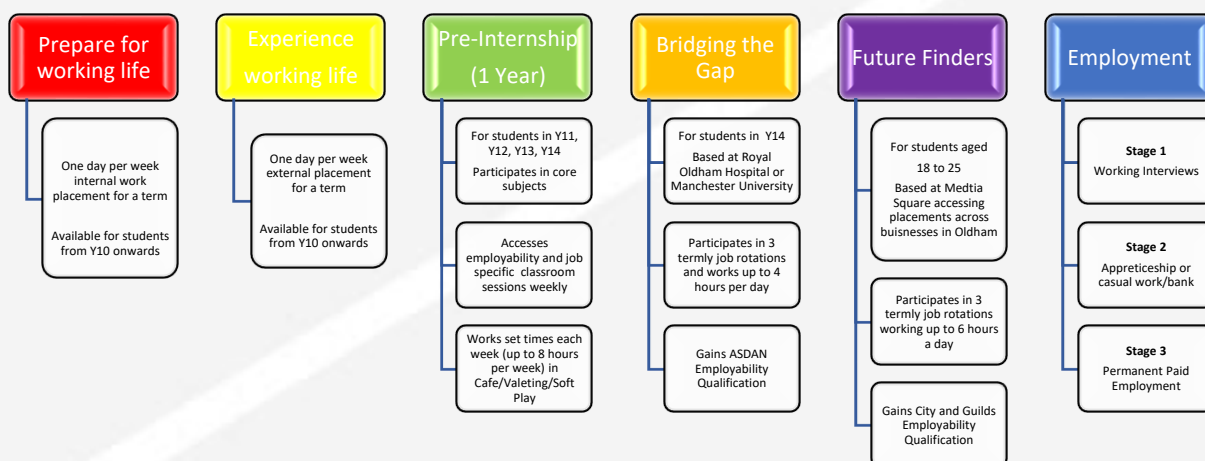 Prepare for
working life
One day per week
internal work
placement for a term
Available for students
from Y10 onwards
Experience
working life
One day per week
external placement
for a term
Available for students
from Y10 onwards
Pre-Internship
(1 Year)
For students in Y11,
Y12, Y13, Y14
Participates in core
subjects
Accesses
employability and job
specific classroom
sessions weekly
Works set times each
week (up to 8 hours
per week) in
Cafe/Valeting/Soft
Play
Bridging the
Gap
For students in Y14
Based at Royal
Oldham Hospital or
Manchester University
Participates in 3
termly job rotations
and works up to 4
hours per day
Gains ASDAN
Employability
Qualification
Future Finders
For students aged
18 to 25
Based at Medtia
Square accessing
placements across
buisnesses in Oldham
Participates in 3
termly job rotations
working up to 6 hours
a day
Gains City and Guilds
Employability
Qualification
Employment
Stage 1
Working Interviews
Stage 2
Appreticeship or
casual work/bank
Stage 3
Permanent Paid
Employment